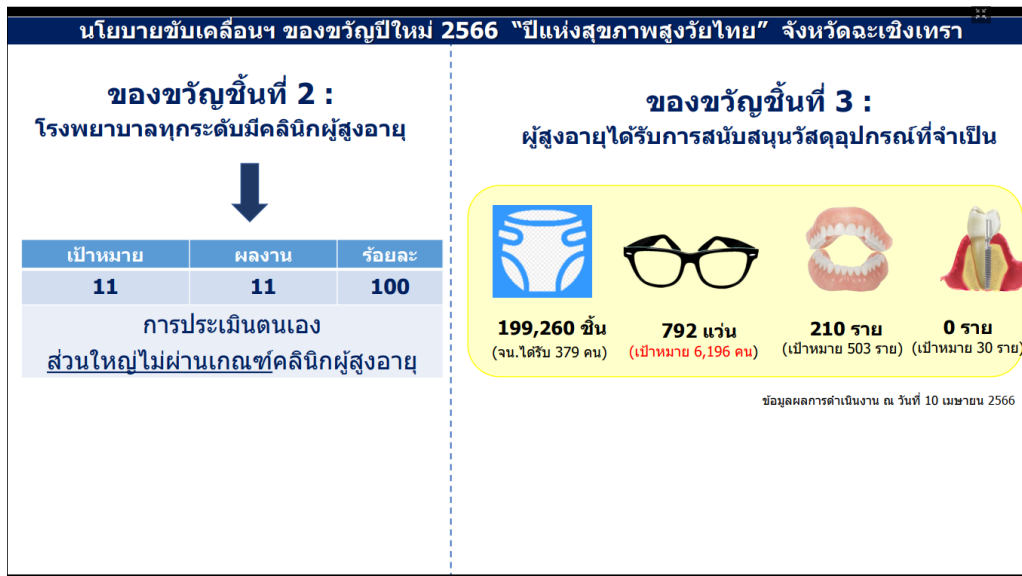 นโยบายขับเคลื่อนฯ ของขวัญปีใหม่ 2566 “ปีแห่งสุขภาพสูงวัยไทย” จังหวัดฉะเชิงเทรา
ของขวัญชิ้นที่ 2 :
โรงพยาบาลทุกระดับมีคลินิกผู้สูงอายุ
เป้าหมาย ผลงาน ร้อยละ
11 11 100
การประเมินตนเอง
ส่วนใหญ่ไม่ผ่านเกณฑ์คลินิกผู้สูงอายุ
ของขวัญชิ้นที่ 3 :
ผู้สูงอายุได้รับการสนับสนุนวัสดุอุปกรณ์ที่จำเป็น
199,260 ชิ้น
(จน.ได้รับ 379 คน)
792 แว่น
(เป้าหมาย 6,196 คน)
210 ราย
(เป้าหมาย 503 ราย)
0 ราย
(เป้าหมาย 30 ราย)
ข้อมูลผลการดำเนินงาน ณ วันที่ 10 เมษายน 2566